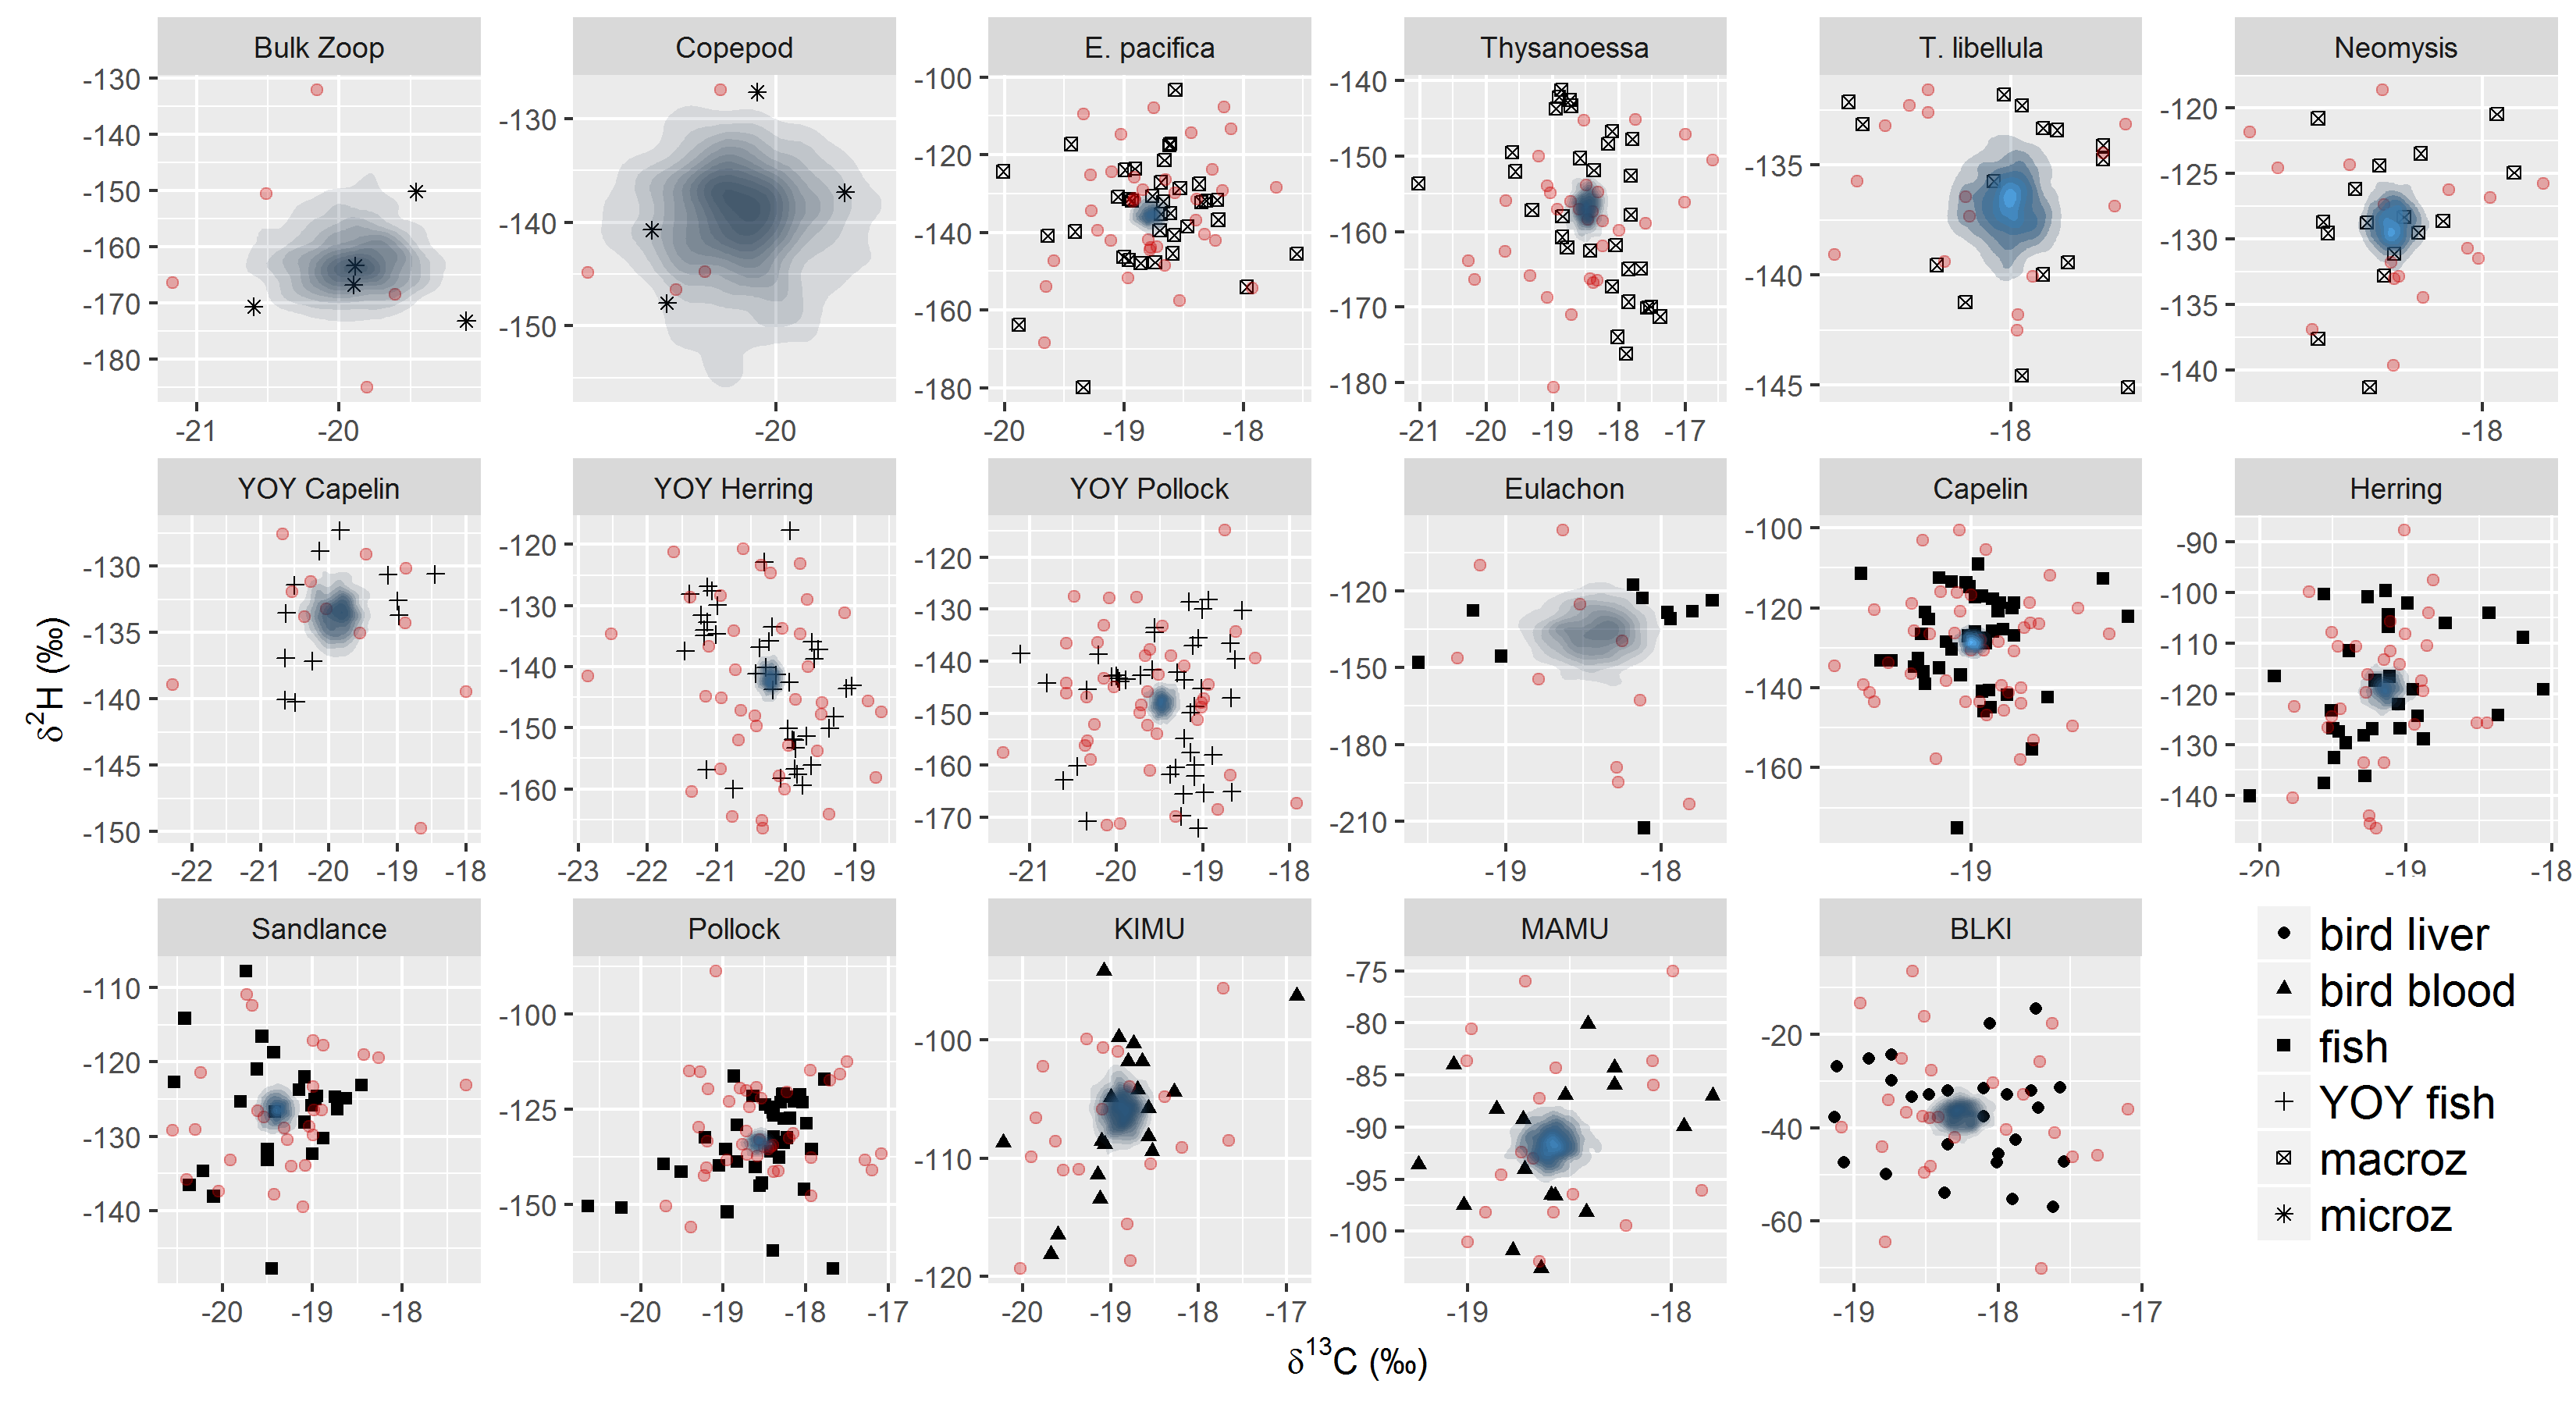 Bulk Zoop Copepod E. pacifica Thysanoessa T. libellula Neomysis
-130 -140 -150 -160 -170 -180
-130 -140 -150
-100 -120 -140 -160 -180
-140 -150 -160 -170 -180
-135 -140 -145
-120 -125 -130 -135 -140
-21 -20 -20 -20 -19 -18 -21 -20 -19 -18 -17 -18 -18
YOY Capelin YOY Herring YOY Pollock Eulachon Capelin Herring
-130 -135 -140 -145 -150
-120 -130 -140 -150 -160
-120 -130 -140 -150 -160 -170
-120 -150 -180 -210
-100 -120 -140 -160
-90 -100 -110 -120 -130 -140
-22 -21 -20 -19 -18 -23 -22 -21 -20 -19 -21 -20 -19 -18 -19 -18 -19 -20 -19 -18
Sandlance Pollock KIMU MAMU BLKI
-110 -120 -130 -140
-100 -125 -150
-100 -110 -120
-75 -80 -85 -90 -95 -100
-20 -40 -60
-20 -19 -18 -20 -19 -18 -17 -20 -19 -18 -17 -19 -18 -19 -18 -17
δ2H (‰)
δ13C (‰)
bird liver
bird blood
fish
YOY fish
macroz
microz